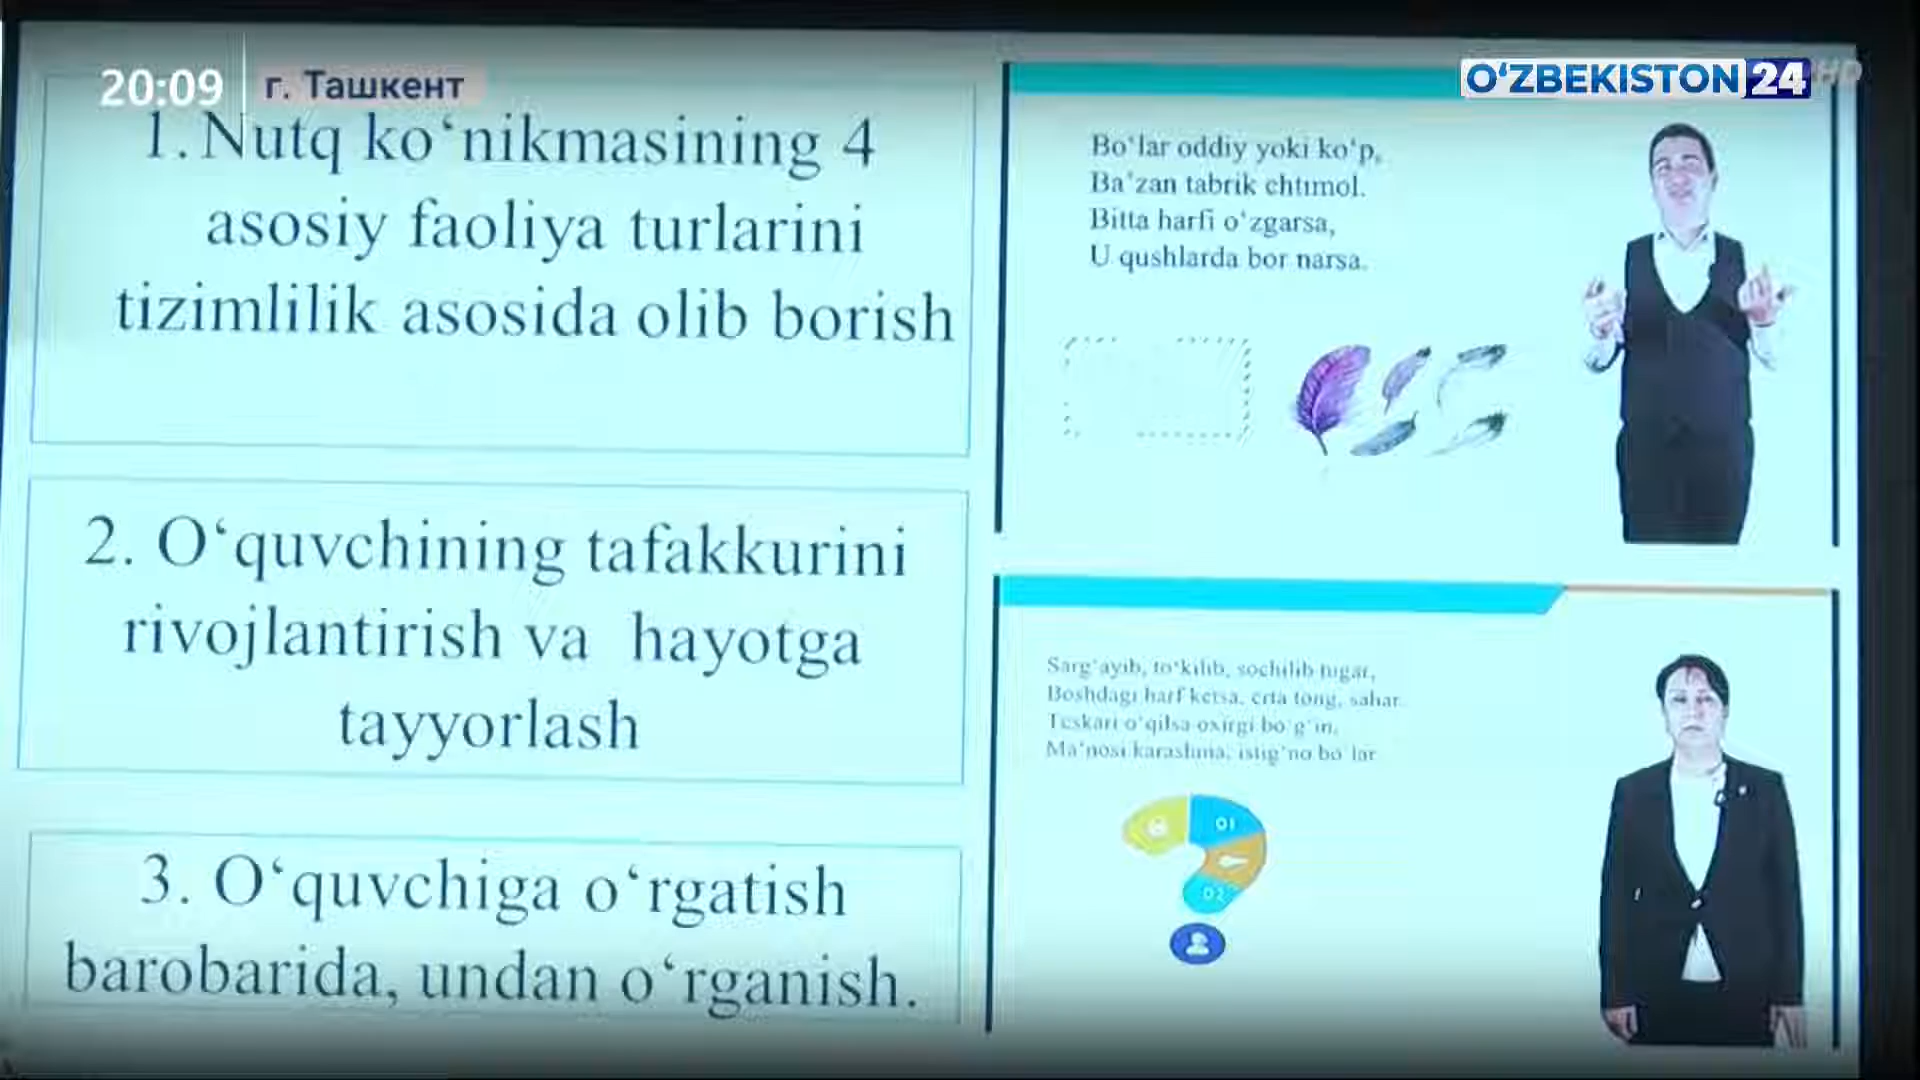 20:09
г. Ташкент
O‘ZBEKISTON 24
HD
1. Nutq ko‘nikmasining 4
asosiy faoliya turlarini
tizimlilik asosida olib borish
2. O‘quvchining tafakkurini
rivojlantirish va hayotga
tayyorlash
3. O‘quvchiga o‘rgatish
barobarida, undan o‘rganish.
Bo‘lar oddiy yoki ko‘p,
Ba’zan tabrik ehtimol.
Bitta harfi o‘zgarsa,
U qushlarda bor narsa.
Sarg‘ayib, to‘kilib, sochilib tugar,
Boshdagi harf ketsa, erta tong, sahar.
Teskari o‘qilsa oxirgi bo‘g‘in,
Ma’nosi karashma, istig‘no bo‘lar
01
02